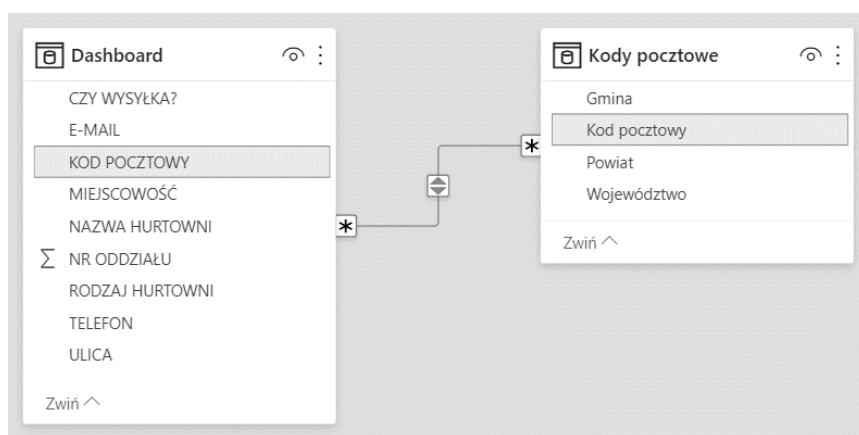 Dashboard
CZY WYSYŁKA?
E-MAIL
KOD POCZTOWY
MIEJSCOWOŚĆ
NAZWA HURTOWNI
∑ NR ODDZIAŁU
RODZAJ HURTOWNI
TELEFON
ULICA
Zwiń
Kody pocztowe
Gmina
Kod pocztowy
Powiat
Województwo
Zwiń
*
*